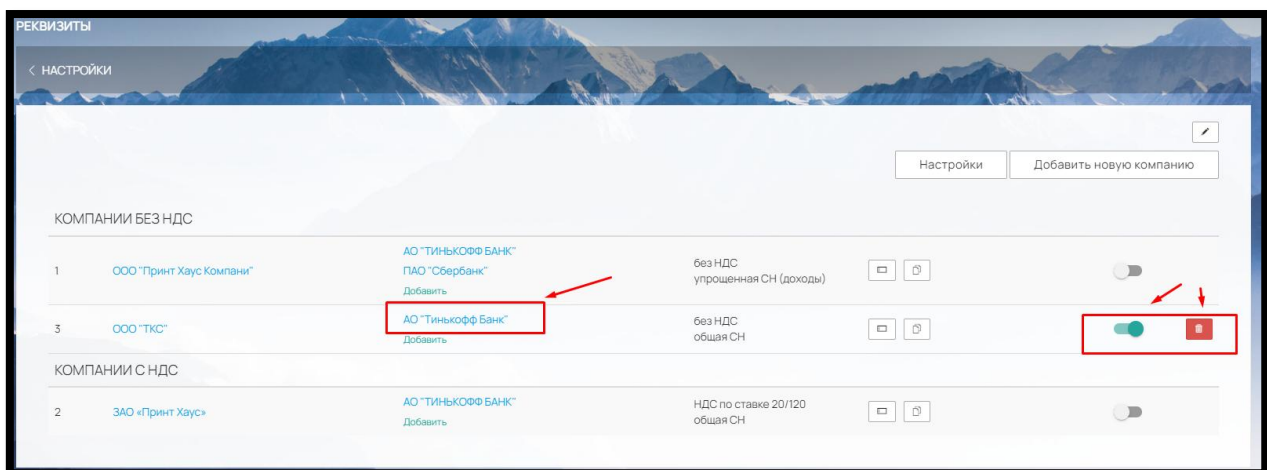 РЕКВИЗИТЫ
< НАСТРОЙКИ
Настройки
Добавить новую компанию
КОМПАНИИ БЕЗ НДС
1 ООО "Принт Хаус Компани" АО "ТИНЬКОФФ БАНК" без НДС
ПАО "Сбербанк" упрощенная СН (доходы)
Добавить
3 ООО "ТКС" АО "Тинькофф Банк" без НДС
Добавить общая СН
КОМПАНИИ С НДС
2 ЗАО «Принт Хаус» АО "ТИНЬКОФФ БАНК" НДС по ставке 20/120
Добавить общая СН